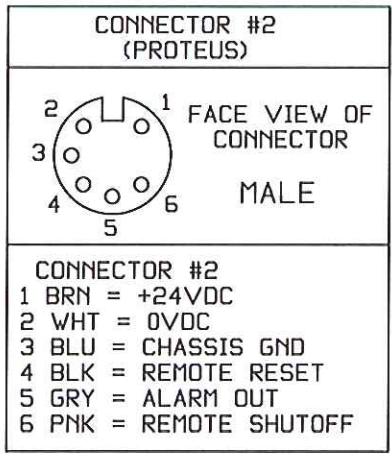 CONNECTOR #2
(PROTEUS)
2
1
FACE VIEW OF
CONNECTOR
3
MALE
4
6
5
CONNECTOR #2
1 BRN = +24VDC
2 WHT = 0VDC
3 BLU = CHASSIS GND
4 BLK = REMOTE RESET
5 GRY = ALARM OUT
6 PNK = REMOTE SHUTOFF